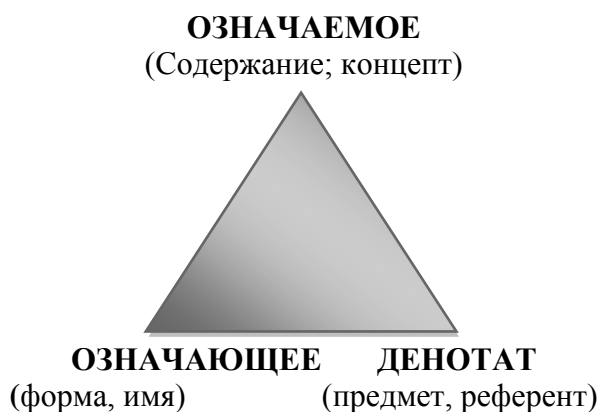 ОЗНАЧАЕМОЕ
(Содержание; концепт)
ОЗНАЧАЮЩЕЕ ДЕНОТАТ
(форма, имя) (предмет, референт)